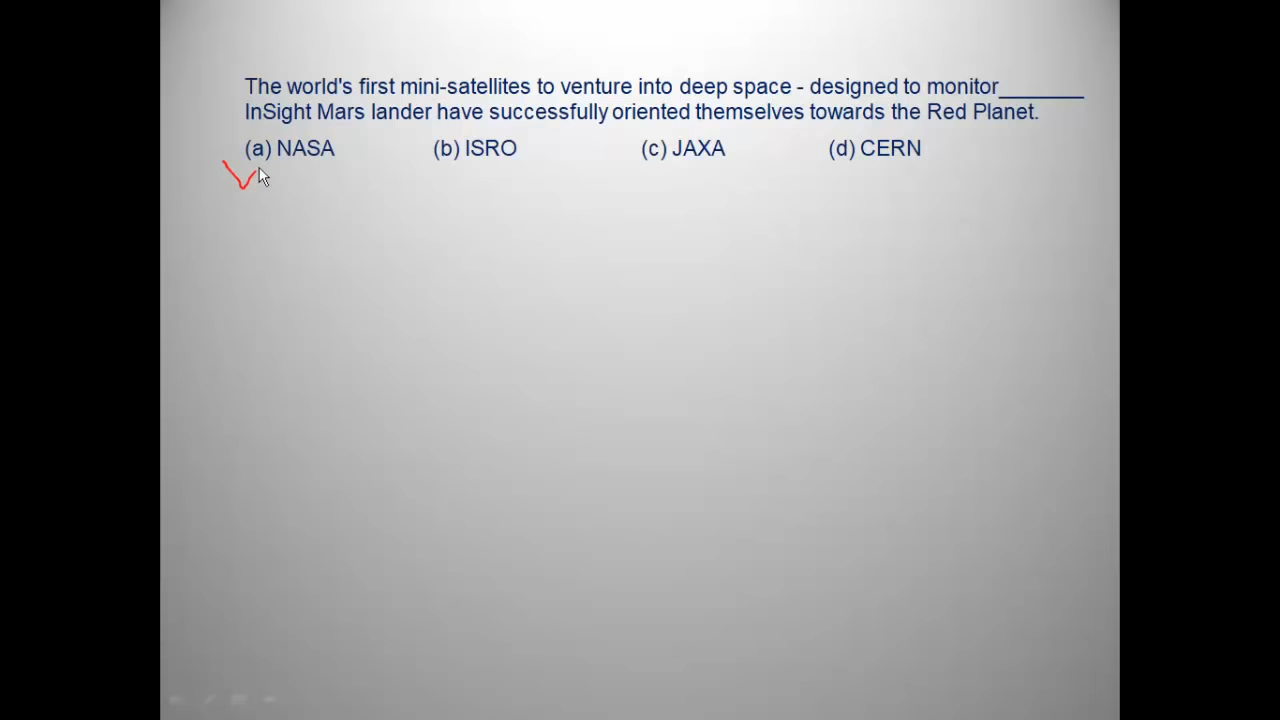 The world's first mini-satellites to venture into deep space - designed to monitor_______
InSight Mars lander have successfully oriented themselves towards the Red Planet.
(a) NASA (b) ISRO (c) JAXA (d) CERN